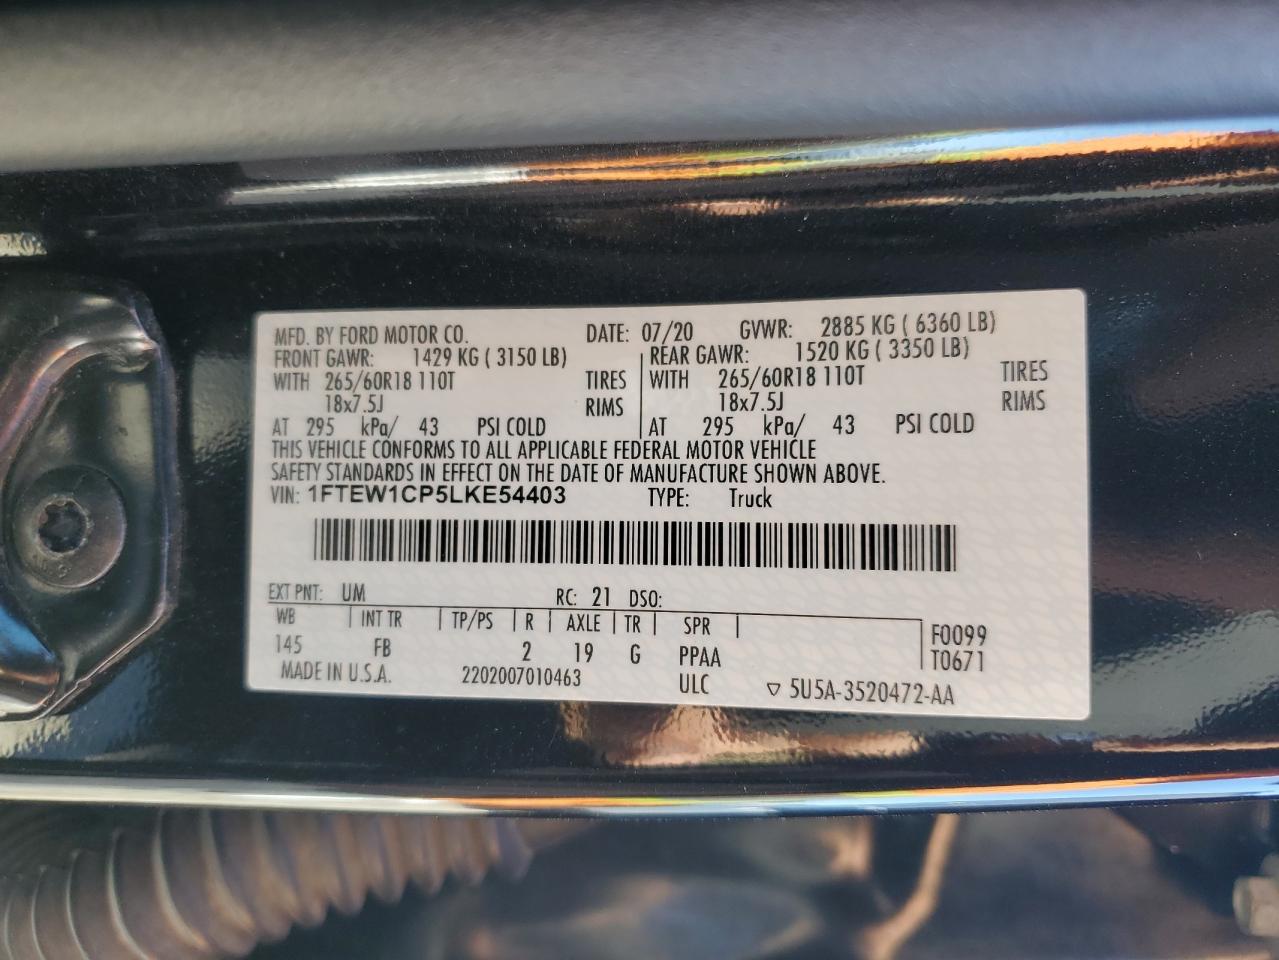 MFD. BY FORD MOTOR CO. DATE: 07/20 GVWR: 2885 KG ( 6360 LB)
FRONT GAWR: 1429 KG ( 3150 LB) REAR GAWR: 1520 KG ( 3350 LB)
WITH 265/60R18 110T TIRES WITH 265/60R18 110T TIRES
18x7.5J RIMS 18x7.5J RIMS
AT 295 kPa/ 43 PSI COLD AT 295 kPa/ 43 PSI COLD
THIS VEHICLE CONFORMS TO ALL APPLICABLE FEDERAL MOTOR VEHICLE
SAFETY STANDARDS IN EFFECT ON THE DATE OF MANUFACTURE SHOWN ABOVE.
VIN: 1FTEW1CP5LKE54403 TYPE: Truck
EXT PNT: UM RC: 21 DSO:
WB INT TR TP/PS R AXLE TR SPR F0099
145 FB 2 19 G PPAA T0671
MADE IN U.S.A. 2202007010463 ULC ▽ 5U5A-3520472-AA